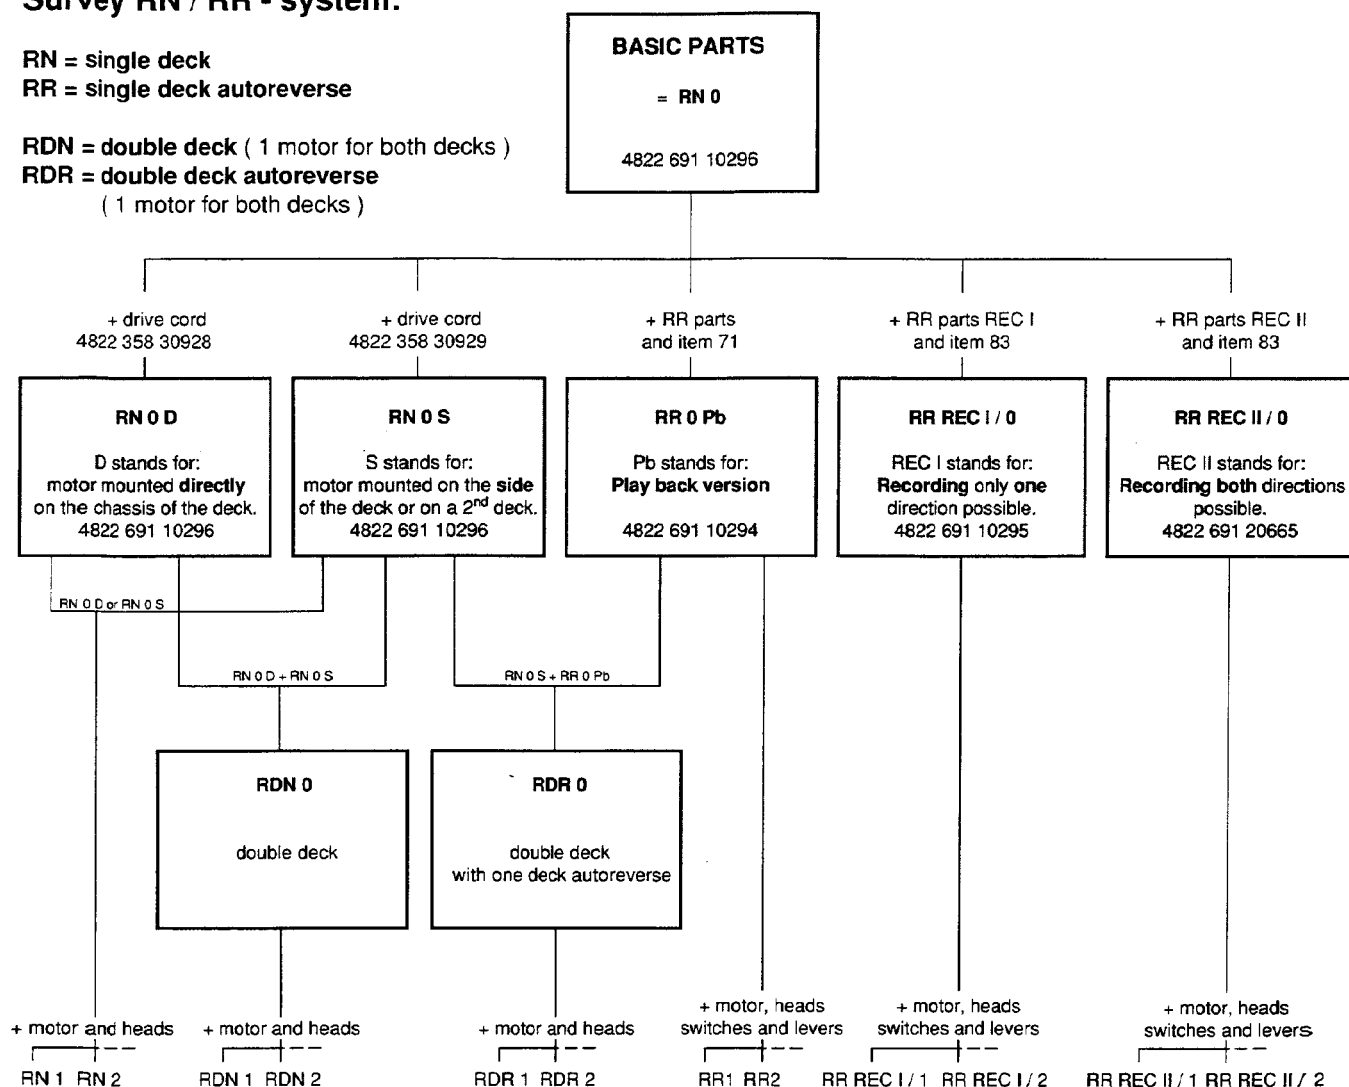 Survey RN / RR - system.
RN = single deck
RR = single deck autoreverse
RDN = double deck ( 1 motor for both decks )
RDR = double deck autoreverse
( 1 motor for both decks )
BASIC PARTS
= RN 0
4822 691 10296
+ drive cord
4822 358 30928
+ drive cord
4822 358 30929
+ RR parts
and item 71
+ RR parts REC I
and item 83
+ RR parts REC II
and item 83
RN 0 D
D stands for:
motor mounted directly
on the chassis of the deck.
4822 691 10296
RN 0 S
S stands for:
motor mounted on the side
of the deck or on a 2nd deck.
4822 691 10296
RR 0 Pb
Pb stands for:
Play back version
4822 691 10294
RR REC I / 0
REC I stands for:
Recording only one
direction possible.
4822 691 10295
RR REC II / 0
REC II stands for:
Recording both directions
possible.
4822 691 20665
RN 0 D or RN 0 S
RN 0 D + RN 0 S
RN 0 S + RR 0 Pb
RDN 0
double deck
RDR 0
double deck
with one deck autoreverse
+ motor and heads
RN 1 RN 2
+ motor and heads
RDN 1 RDN 2
+ motor and heads
RDR 1 RDR 2
+ motor, heads
switches and levers
RR1 RR2
+ motor, heads
switches and levers
RR REC I / 1 RR REC I / 2
+ motor, heads
switches and levers
RR REC II / 1 RR REC II / 2